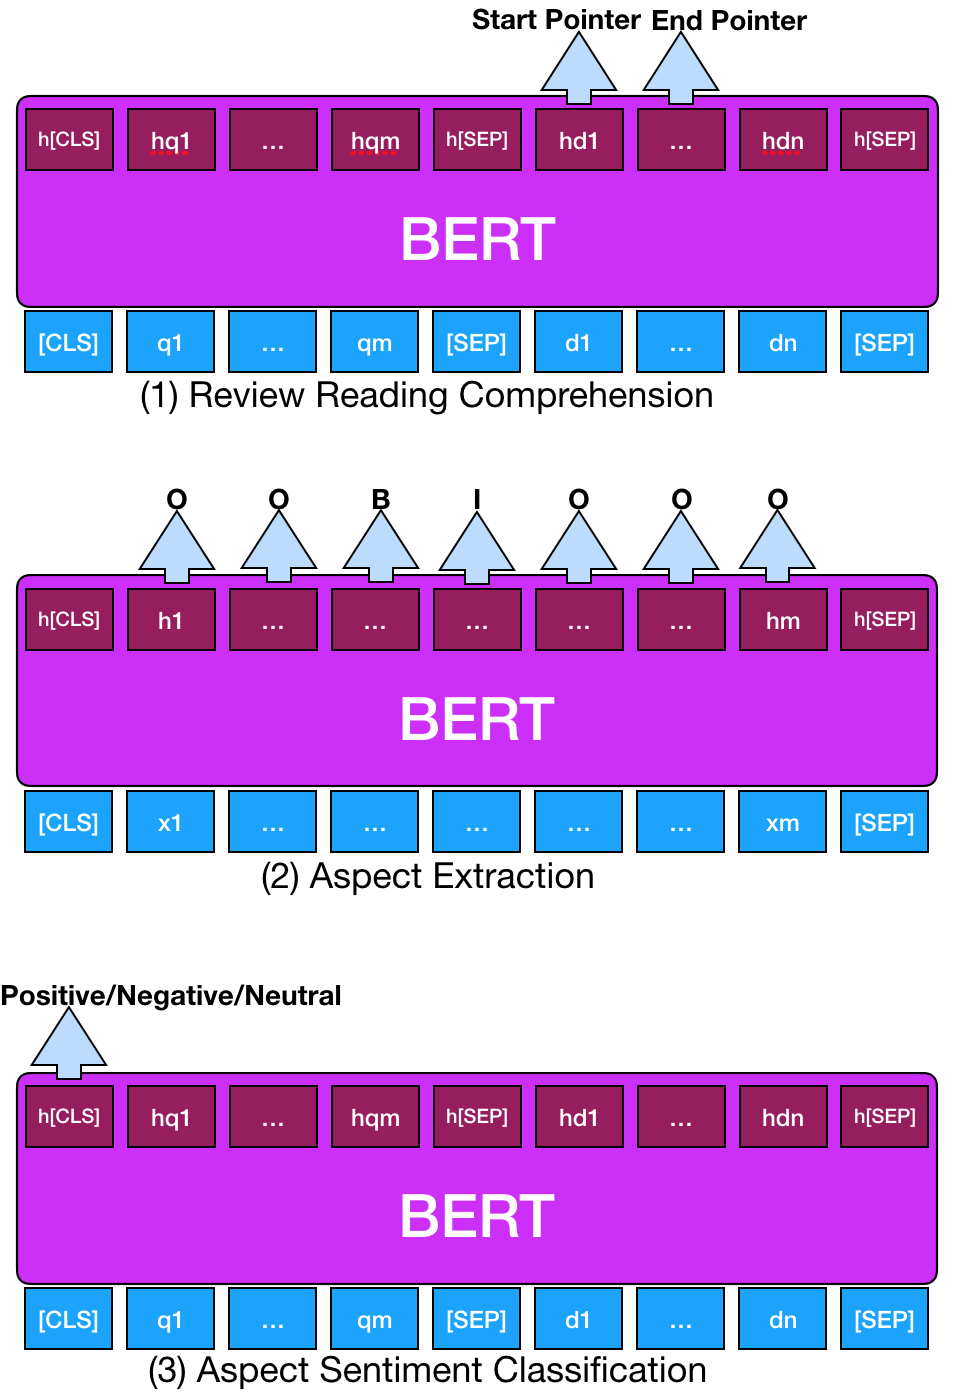 Start Pointer End Pointer
h[CLS] hq1 ... hqm h[SEP] hd1 ... hdn h[SEP]
BERT
[CLS] q1 ... qm [SEP] d1 ... dn [SEP]
(1) Review Reading Comprehension
O O B I O O O
h[CLS] h1 ... ... ... ... ... hm h[SEP]
BERT
[CLS] x1 ... ... ... ... ... xm [SEP]
(2) Aspect Extraction
Positive/Negative/Neutral
h[CLS] hq1 ... hqm h[SEP] hd1 ... hdn h[SEP]
BERT
[CLS] q1 ... qm [SEP] d1 ... dn [SEP]
(3) Aspect Sentiment Classification